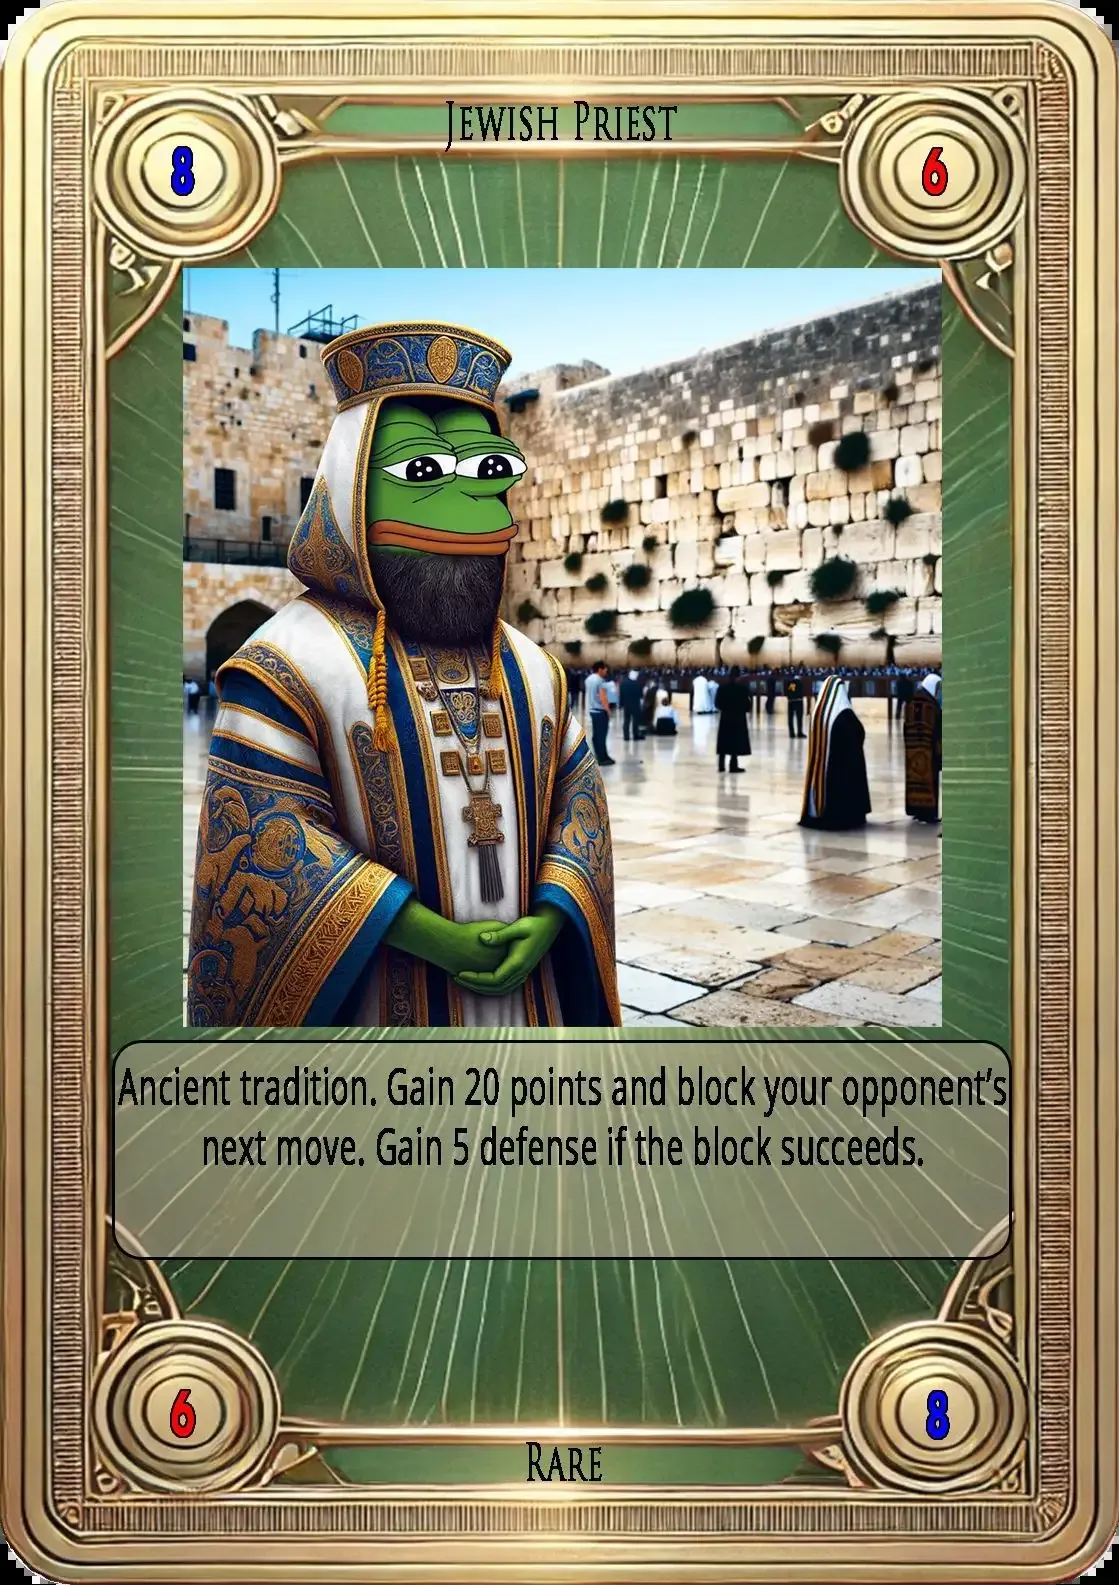 Jewish Priest
8
6
Ancient tradition. Gain 20 points and block your opponent’s
next move. Gain 5 defense if the block succeeds.
6
8
Rare